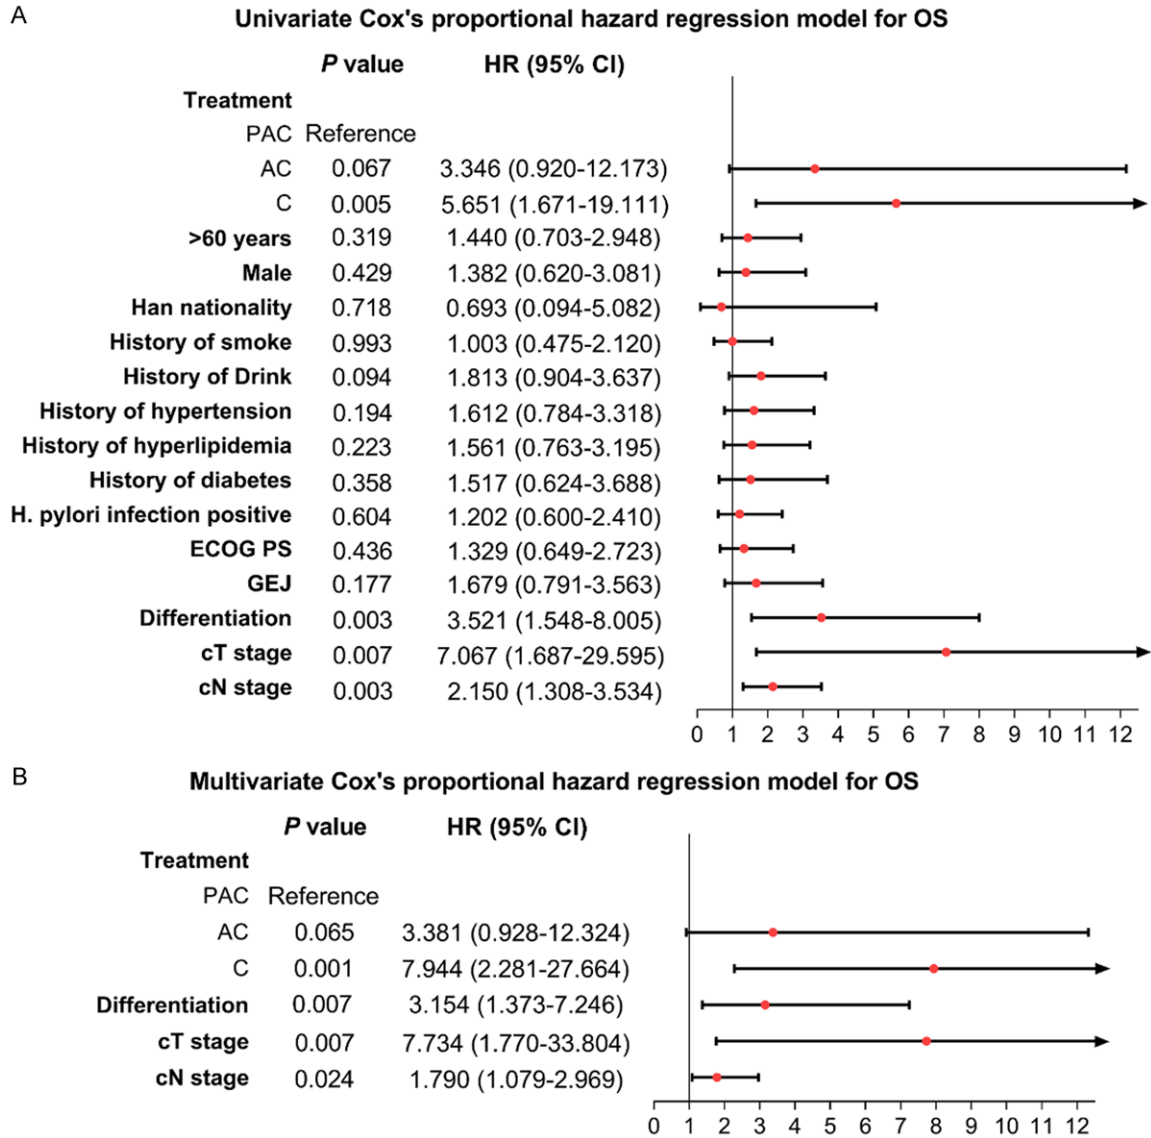 A
Univariate Cox's proportional hazard regression model for OS
P value HR (95% CI)
Treatment
PAC Reference
AC 0.067 3.346 (0.920-12.173)
C 0.005 5.651 (1.671-19.111)
>60 years 0.319 1.440 (0.703-2.948)
Male 0.429 1.382 (0.620-3.081)
Han nationality 0.718 0.693 (0.094-5.082)
History of smoke 0.993 1.003 (0.475-2.120)
History of Drink 0.094 1.813 (0.904-3.637)
History of hypertension 0.194 1.612 (0.784-3.318)
History of hyperlipidemia 0.223 1.561 (0.763-3.195)
History of diabetes 0.358 1.517 (0.624-3.688)
H. pylori infection positive 0.604 1.202 (0.600-2.410)
ECOG PS 0.436 1.329 (0.649-2.723)
GEJ 0.177 1.679 (0.791-3.563)
Differentiation 0.003 3.521 (1.548-8.005)
cT stage 0.007 7.067 (1.687-29.595)
cN stage 0.003 2.150 (1.308-3.534)
0 1 2 3 4 5 6 7 8 9 10 11 12
B
Multivariate Cox's proportional hazard regression model for OS
P value HR (95% CI)
Treatment
PAC Reference
AC 0.065 3.381 (0.928-12.324)
C 0.001 7.944 (2.281-27.664)
Differentiation 0.007 3.154 (1.373-7.246)
cT stage 0.007 7.734 (1.770-33.804)
cN stage 0.024 1.790 (1.079-2.969)
0 1 2 3 4 5 6 7 8 9 10 11 12